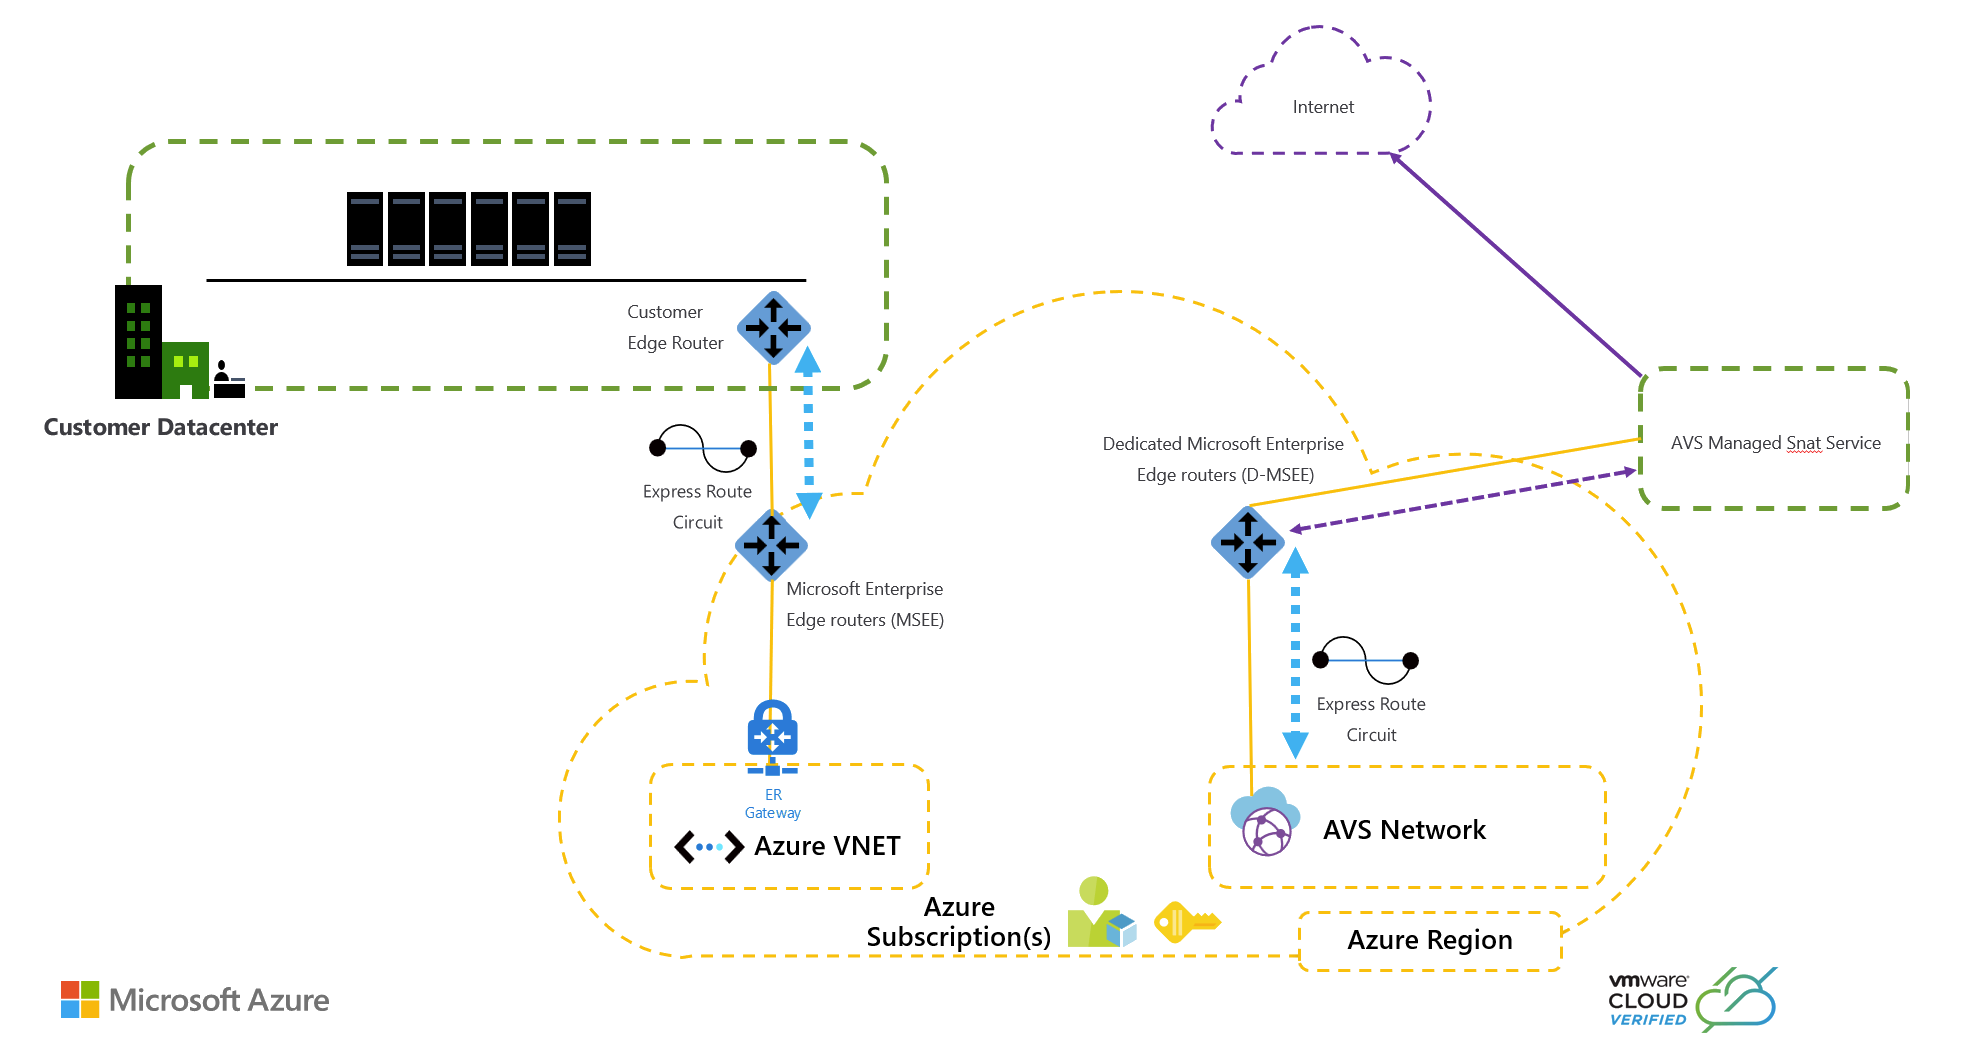 Internet
Customer
Edge Router
Customer Datacenter
Express Route
Circuit
Dedicated Microsoft Enterprise
Edge routers (D-MSEE)
AVS Managed Snat Service
Microsoft Enterprise
Edge routers (MSEE)
Express Route
Circuit
ER
Gateway
Azure VNET
AVS Network
Azure
Subscription(s)
Azure Region
Microsoft Azure
vmware
CLOUD
VERIFIED